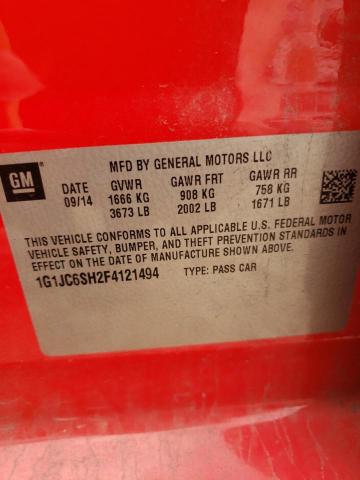 MFD BY GENERAL MOTORS LLC
GM
DATE GVWR GAWR FRT GAWR RR
09/14 1666 KG 908 KG 758 KG
3673 LB 2002 LB 1671 LB
THIS VEHICLE CONFORMS TO ALL APPLICABLE U.S. FEDERAL MOTOR
VEHICLE SAFETY, BUMPER, AND THEFT PREVENTION STANDARDS IN
EFFECT ON THE DATE OF MANUFACTURE SHOWN ABOVE.
1G1JC6SH2F4121494 TYPE: PASS CAR